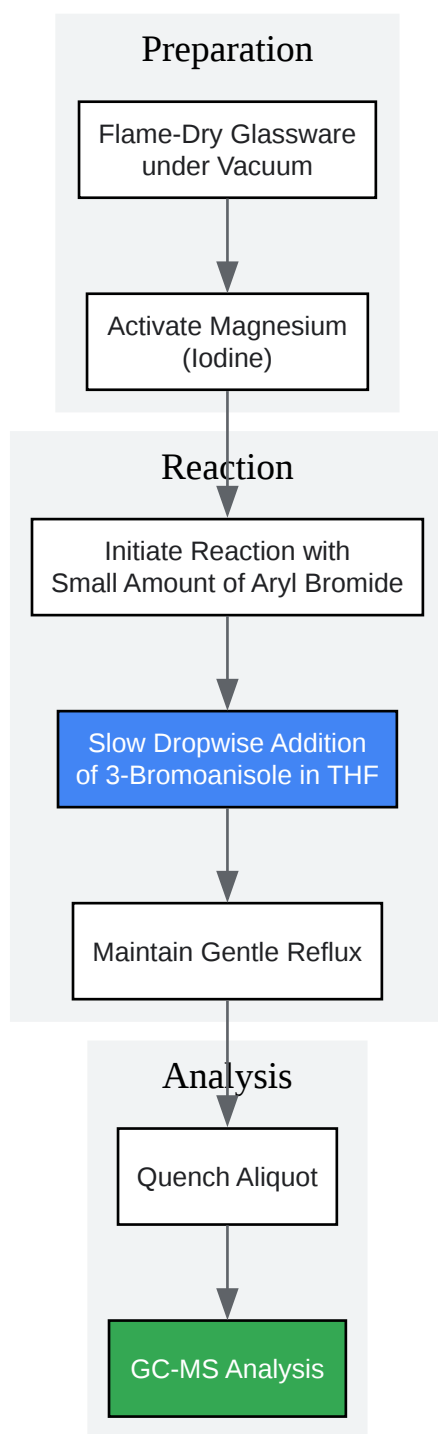 Preparation
Flame-Dry Glassware
under Vacuum
Activate Magnesium
(Iodine)
Reaction
Initiate Reaction with
Small Amount of Aryl Bromide
Slow Dropwise Addition
of 3-Bromoanisole in THF
Maintain Gentle Reflux
Analysis
Quench Aliquot
GC-MS Analysis